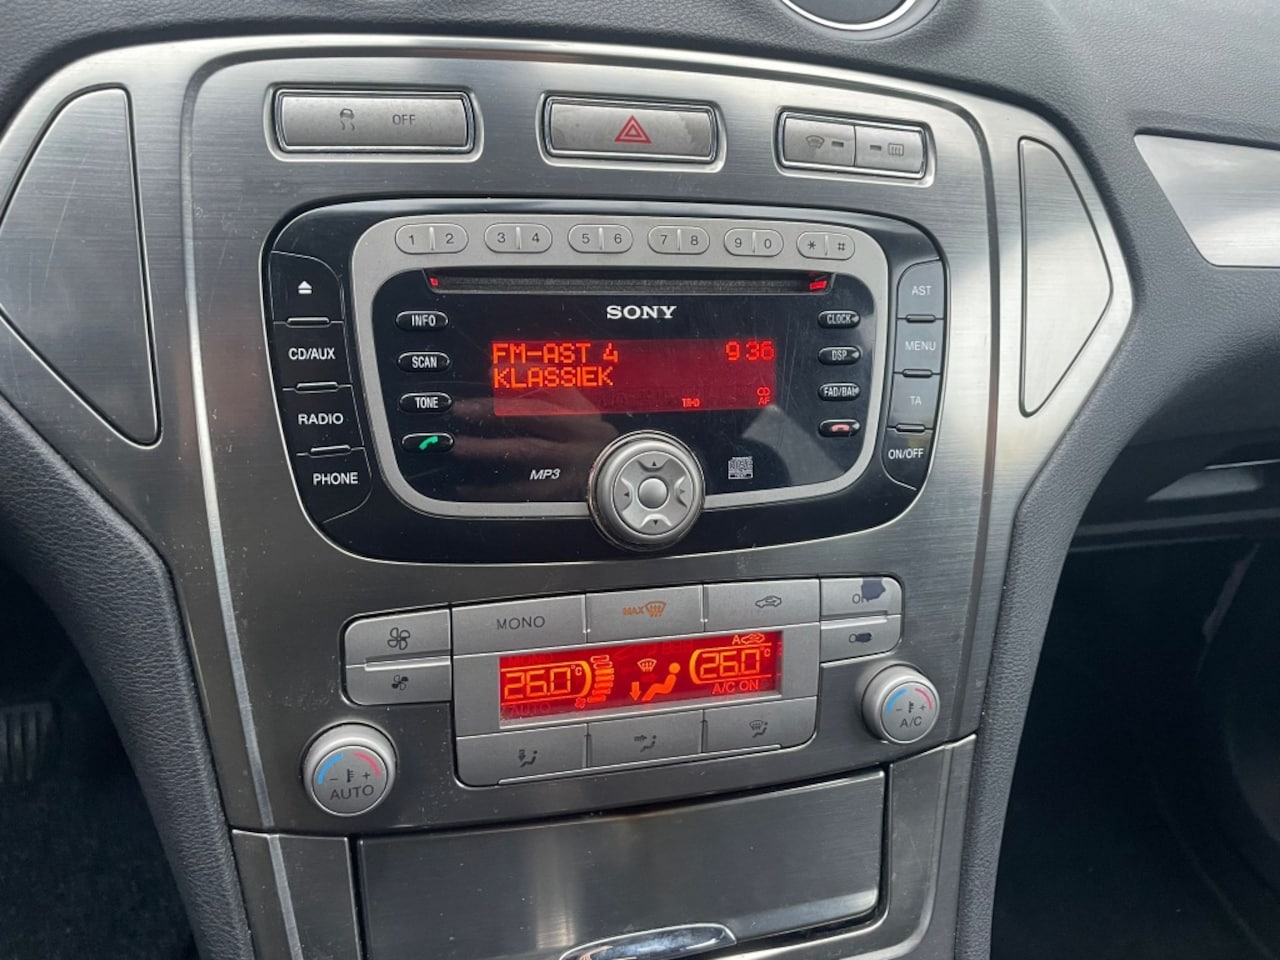 OFF
1 2 3 4 5 6 7 8 9 0 * #
SONY
INFO
SCAN
TONE
CD/AUX
RADIO
PHONE
FM-AST 4 9:36
KLASSIEK
CD
AF
MP3
CLOCK
DSP
FAD/BAL
AST
MENU
TA
ON/OFF
MONO
MAX
26.0°C
A
26.0°C
A/C ON
- + AUTO
- + A/C